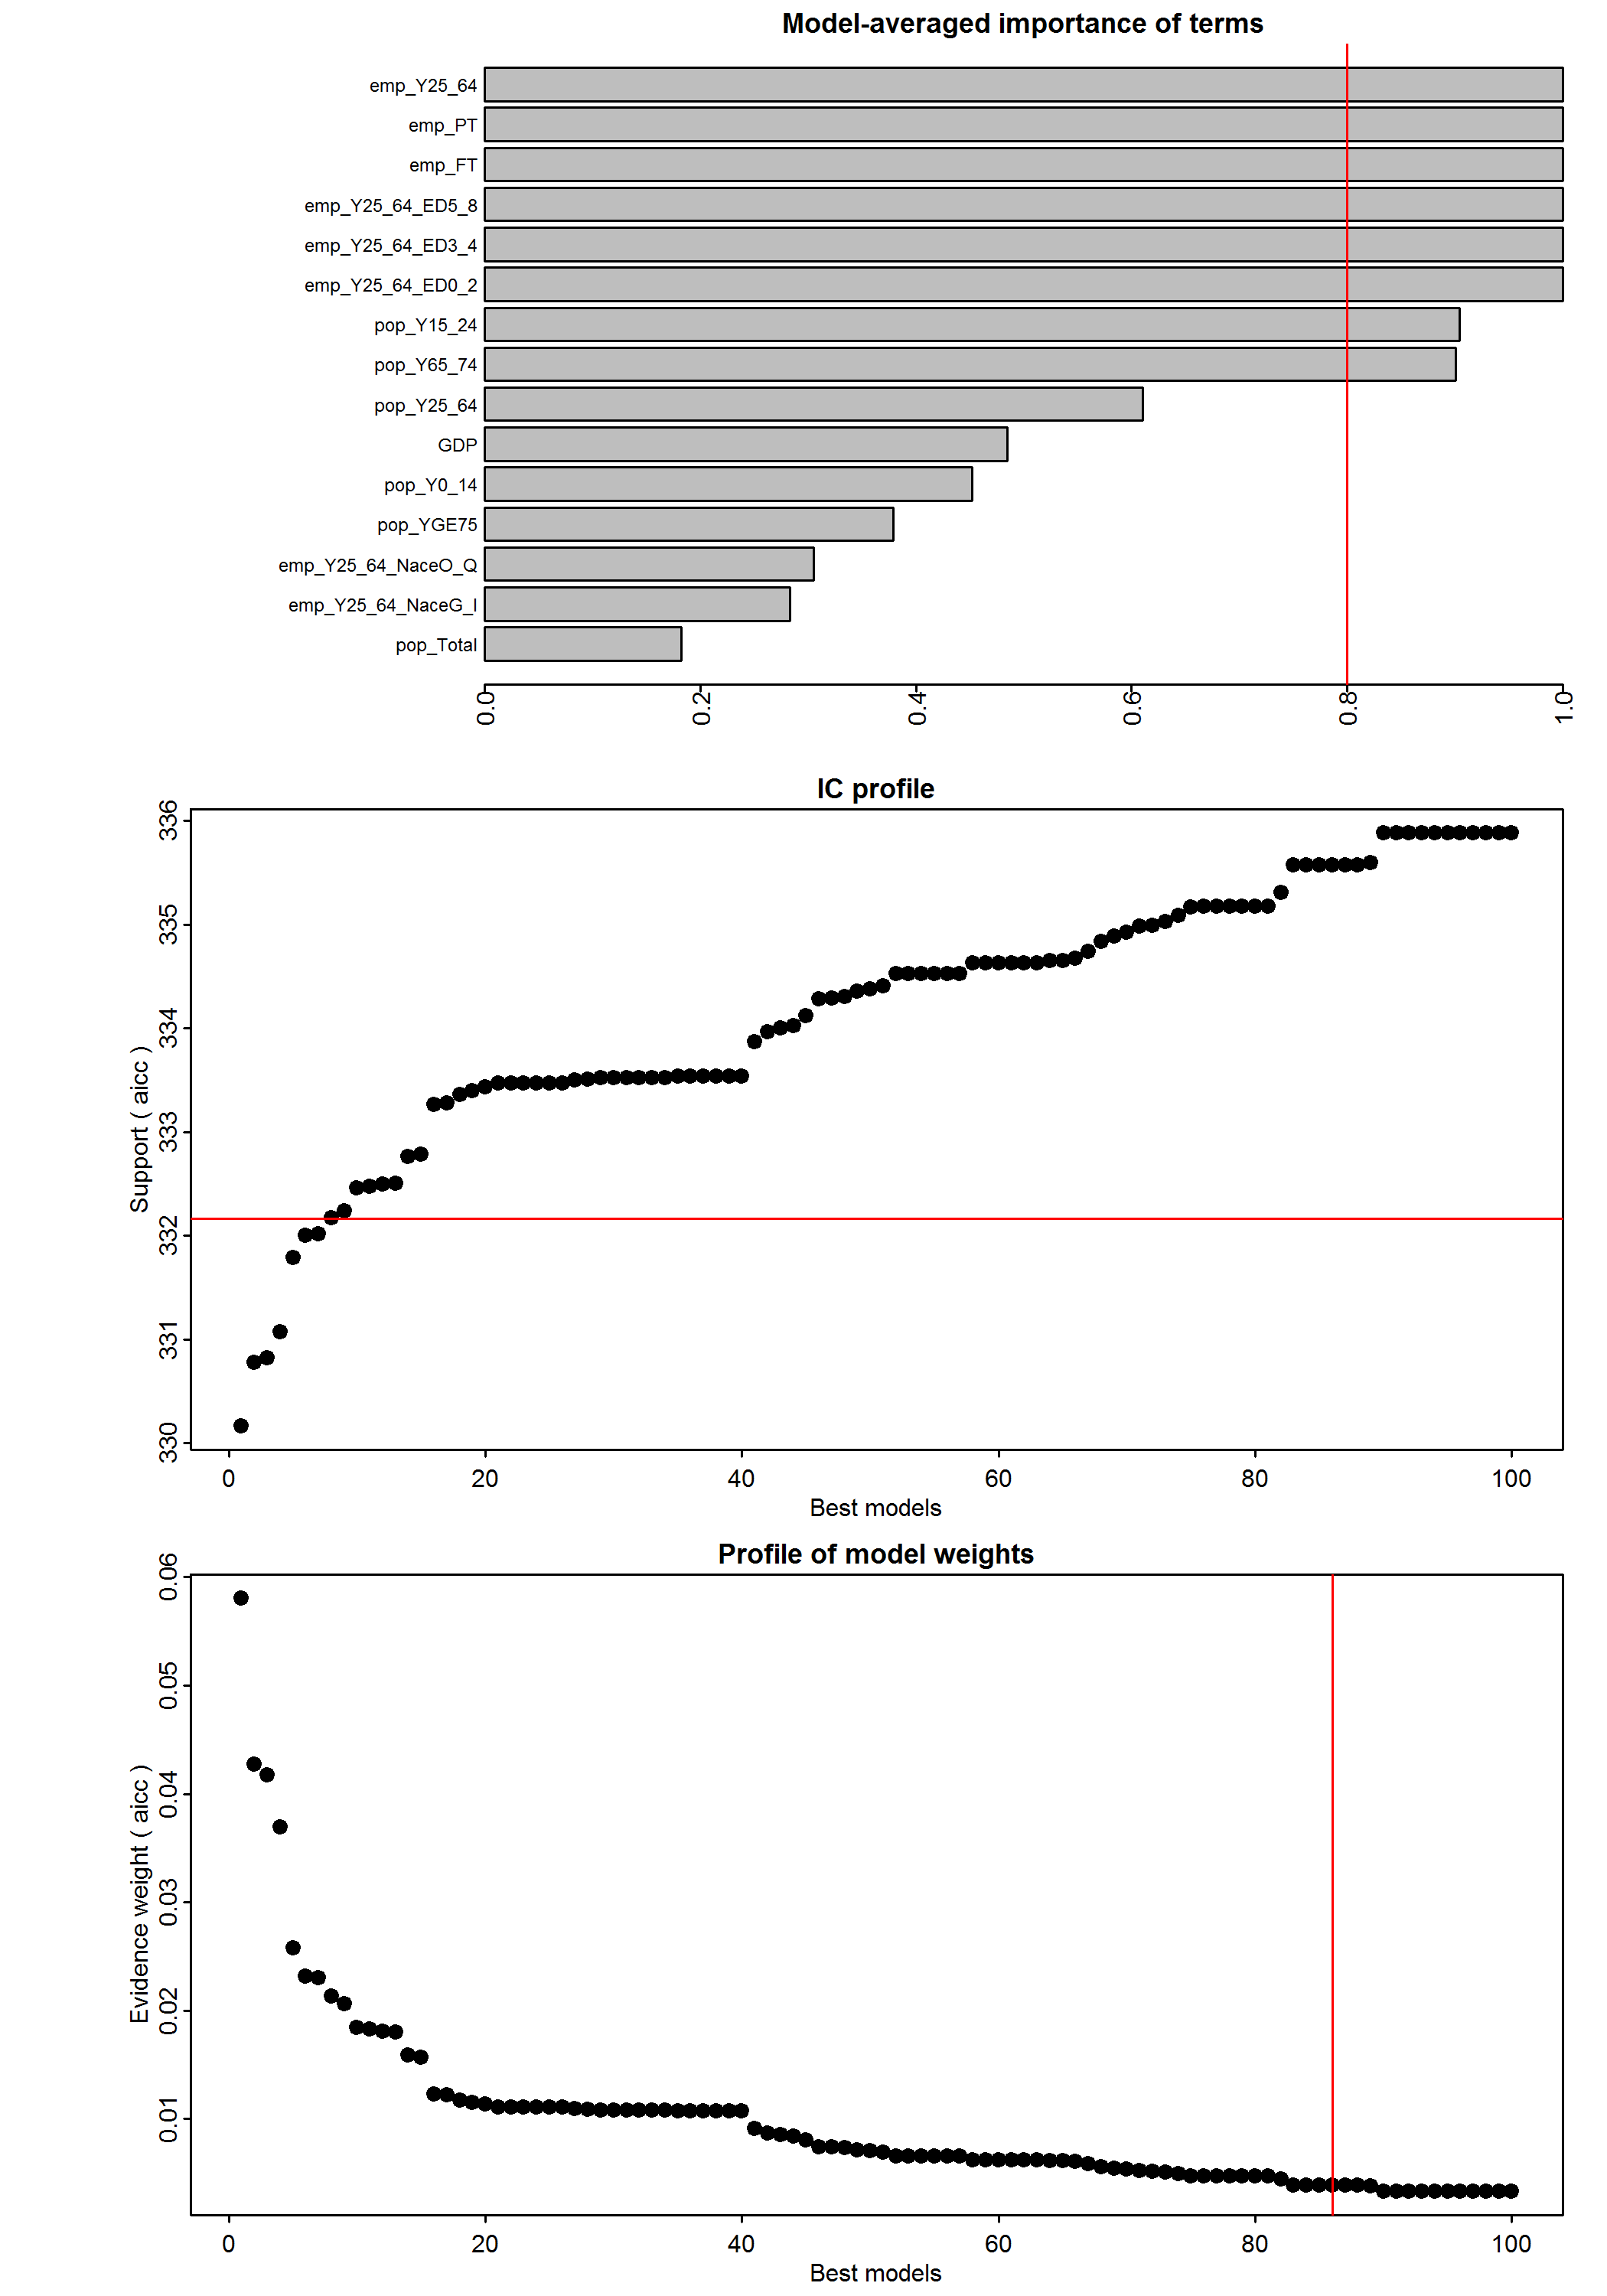 Model-averaged importance of terms
emp_Y25_64
emp_PT
emp_FT
emp_Y25_64_ED5_8
emp_Y25_64_ED3_4
emp_Y25_64_ED0_2
pop_Y15_24
pop_Y65_74
pop_Y25_64
GDP
pop_Y0_14
pop_YGE75
emp_Y25_64_NaceO_Q
emp_Y25_64_NaceG_I
pop_Total
0.0 0.2 0.4 0.6 0.8 1.0
IC profile
Support ( aicc )
336
335
334
333
332
331
330
0 20 40 60 80 100
Best models
Profile of model weights
Evidence weight ( aicc )
0.06
0.05
0.04
0.03
0.02
0.01
0 20 40 60 80 100
Best models